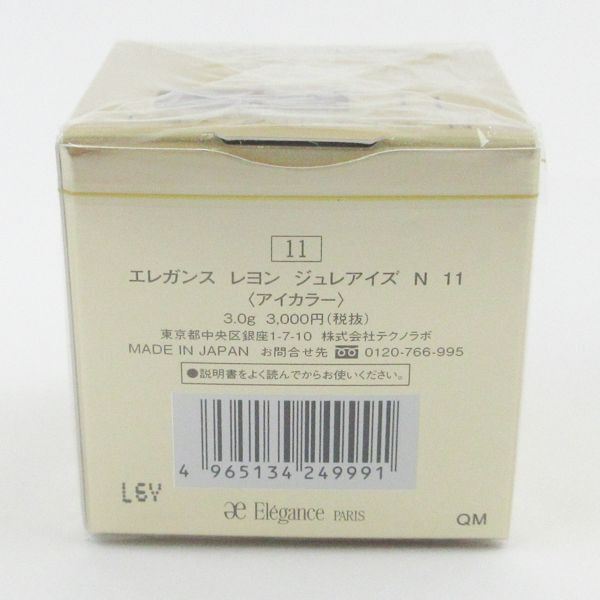 11
エレガンス レヨン ジュレアイズ N 11
〈アイカラー〉
3.0g 3,000円(税抜)
東京都中央区銀座1-7-10 株式会社テクノラボ
MADE IN JAPAN お問合せ先 0120-766-995
●説明書をよく読んでからお使いください。
4 965134 249991
L6Y
æ Elégance PARIS
QM